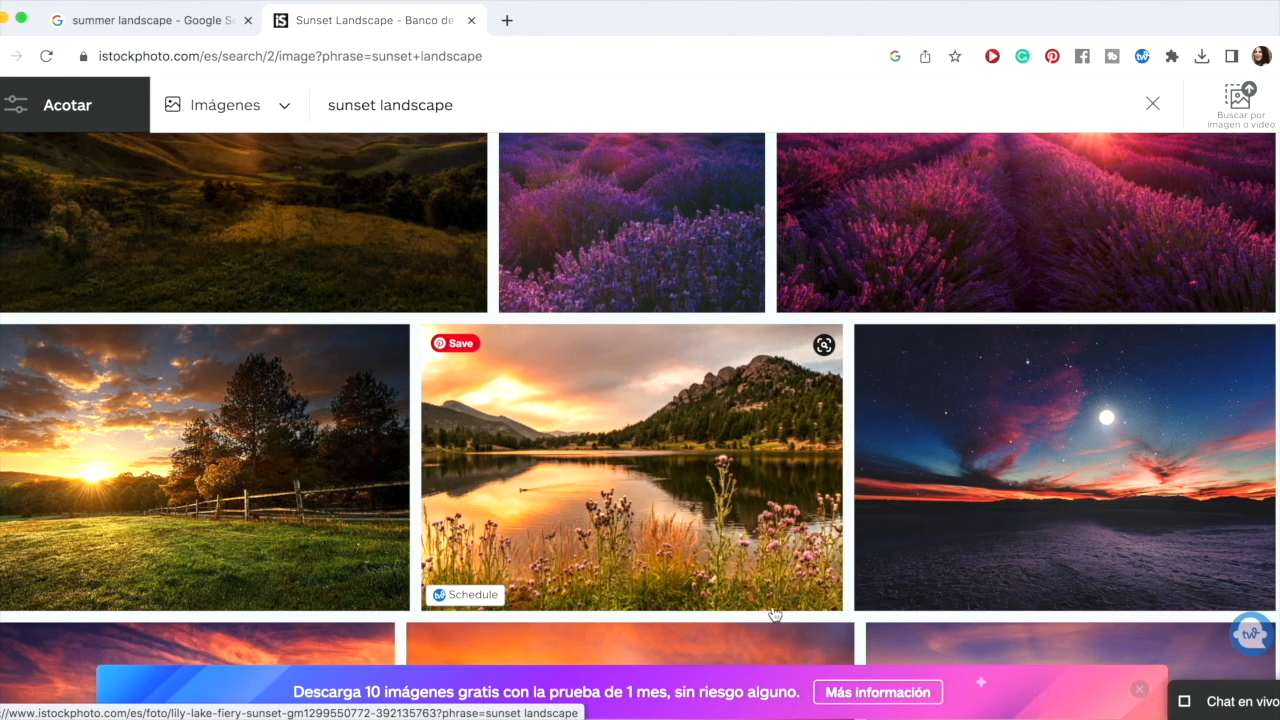 summer landscape - Google Se
iS Sunset Landscape - Banco de
istockphoto.com/es/search/2/image?phrase=sunset+landscape
Acotar
Imágenes
sunset landscape
Buscar por
imagen o video
Save
Schedule
Descarga 10 imágenes gratis con la prueba de 1 mes, sin riesgo alguno.
Más información
Chat en vivo
//www.istockphoto.com/es/foto/lily-lake-fiery-sunset-gm1299550772-392135763?phrase=sunset landscape